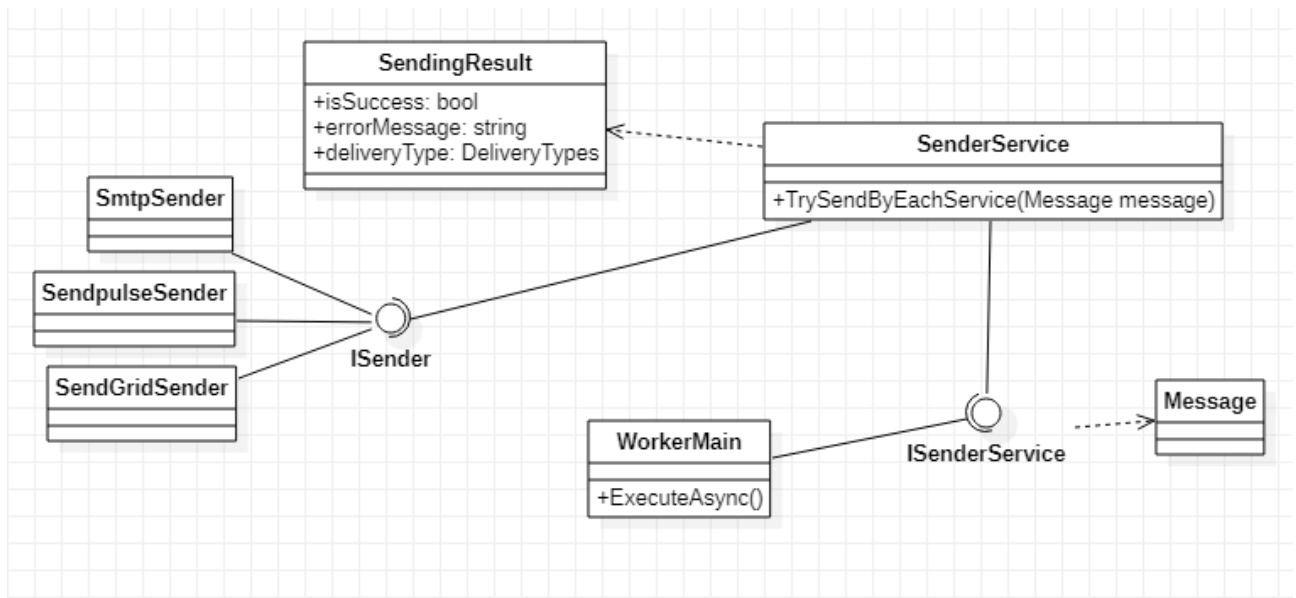 SendingResult
+isSuccess: bool
+errorMessage: string
+deliveryType: DeliveryTypes
SenderService
+TrySendByEachService(Message message)
SmtpSender
SendpulseSender
SendGridSender
ISender
WorkerMain
+ExecuteAsync()
ISenderService
Message